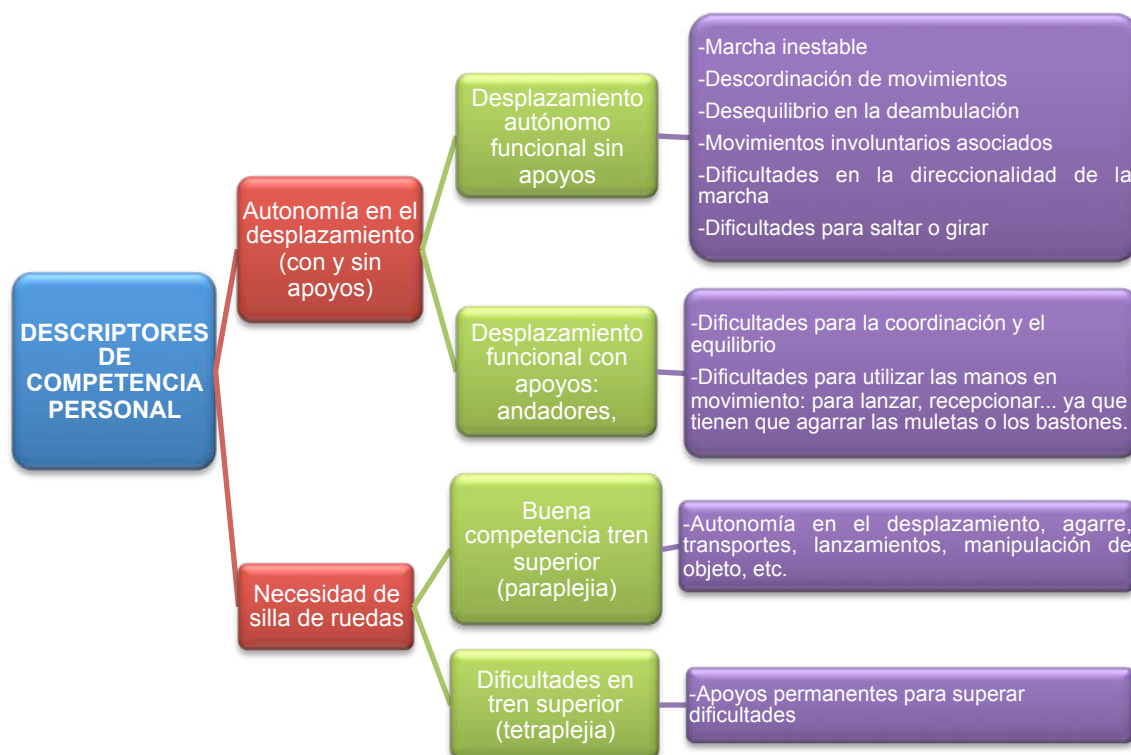 DESCRIPTORES
DE
COMPETENCIA
PERSONAL
Autonomía en el
desplazamiento
(con y sin
apoyos)
Desplazamiento
autónomo
funcional sin
apoyos
-Marcha inestable
-Descordinación de movimientos
-Desequilibrio en la deambulación
-Movimientos involuntarios asociados
-Dificultades en la direccionalidad de la
marcha
-Dificultades para saltar o girar
Desplazamiento
funcional con
apoyos:
andadores,
-Dificultades para la coordinación y el
equilibrio
-Dificultades para utilizar las manos en
movimiento: para lanzar, recepcionar... ya que
tienen que agarrar las muletas o los bastones.
Necesidad de
silla de ruedas
Buena
competencia tren
superior
(paraplejia)
-Autonomía en el desplazamiento, agarre,
transportes, lanzamientos, manipulación de
objeto, etc.
Dificultades en
tren superior
(tetraplejia)
-Apoyos permanentes para superar
dificultades